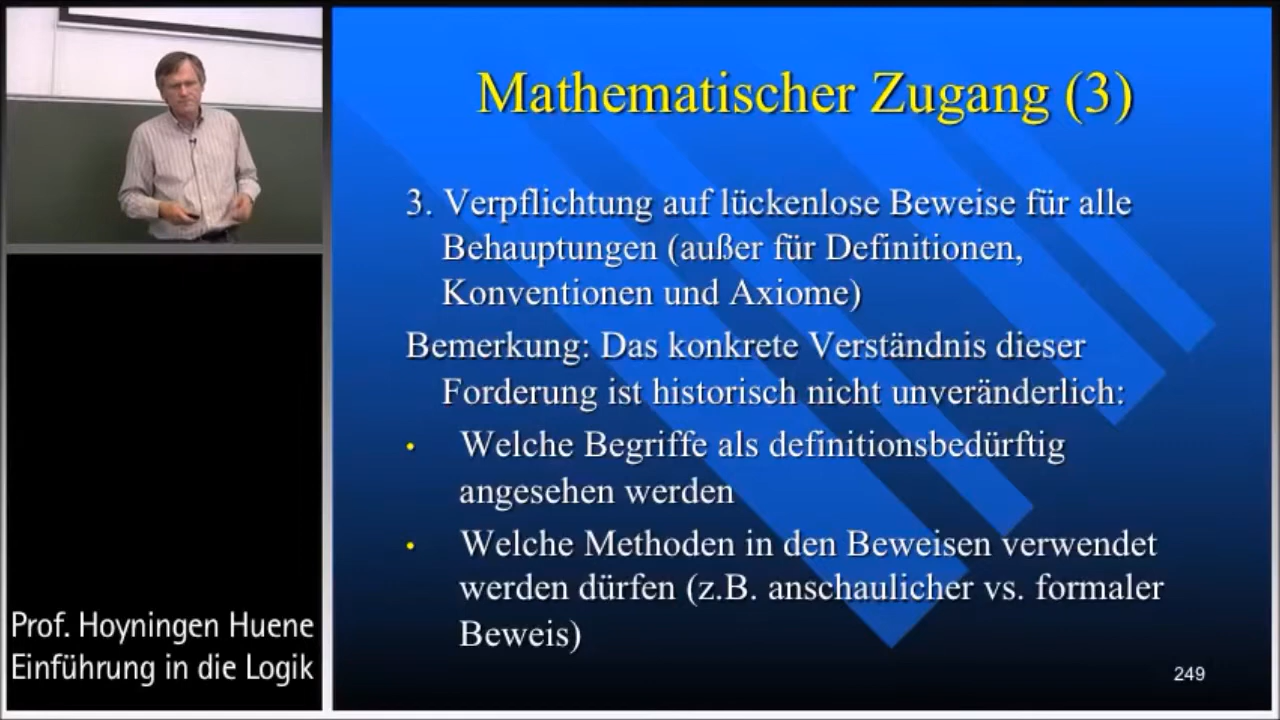 Mathematischer Zugang (3)
3. Verpflichtung auf lückenlose Beweise für alle
Behauptungen (außer für Definitionen,
Konventionen und Axiome)
Bemerkung: Das konkrete Verständnis dieser
Forderung ist historisch nicht unveränderlich:
• Welche Begriffe als definitionsbedürftig
angesehen werden
• Welche Methoden in den Beweisen verwendet
werden dürfen (z.B. anschaulicher vs. formaler
Beweis)
249
Prof. Hoyningen Huene
Einführung in die Logik